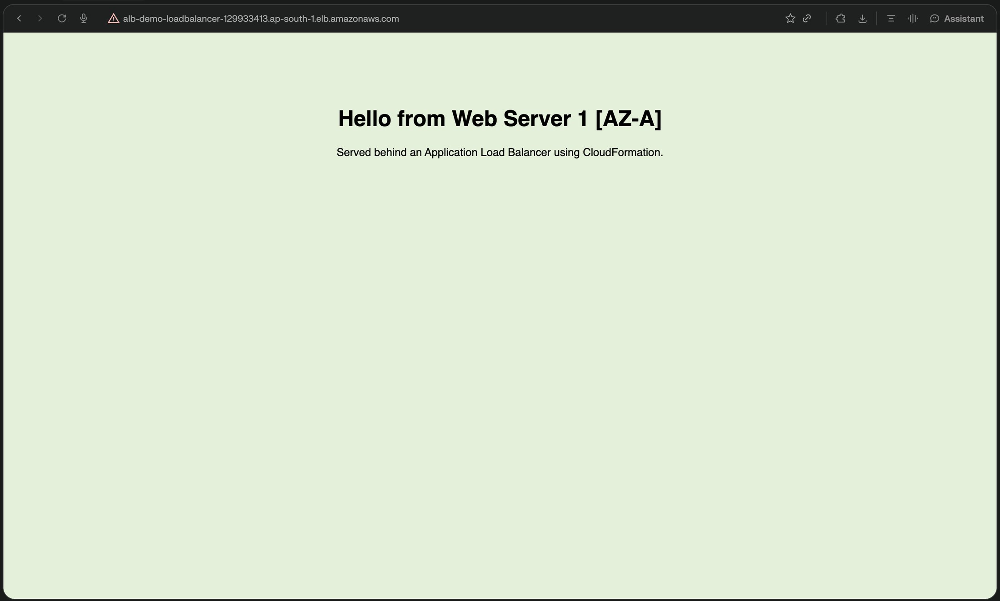 alb-demo-loadbalancer-129933413.ap-south-1.elb.amazonaws.com
Assistant
Hello from Web Server 1 [AZ-A]
Served behind an Application Load Balancer using CloudFormation.